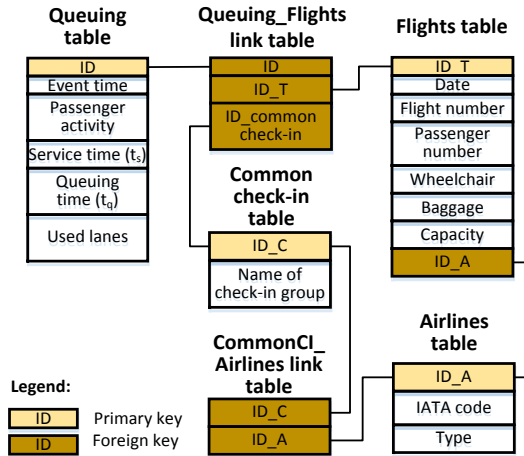 Queuing
table
ID
Event time
Passenger
activity
Service time (ts)
Queuing
time (tq)
Used lanes
Queuing_Flights
link table
ID
ID_T
ID_common
check-in
Common
check-in
table
ID_C
Name of
check-in group
CommonCI_
Airlines link
table
ID_C
ID_A
Flights table
ID_T
Date
Flight number
Passenger
number
Wheelchair
Baggage
Capacity
ID_A
Airlines
table
ID_A
IATA code
Type
Legend:
ID Primary key
ID Foreign key